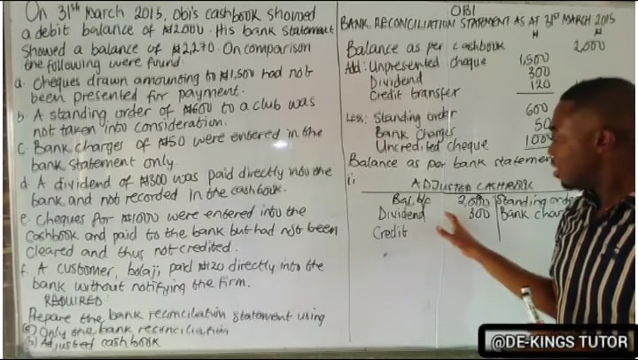 On 31st March 2015, Obi's cashbook showed
a debit balance of ₦2000. His bank statement
showed a balance of ₦2,270. On comparison
the following were found
a. cheques drawn amounting to ₦1,500 had not
been presented for payment.
b. A standing order of ₦600 to a club was
not taken into consideration.
c. Bank charges of ₦50 were entered in the
bank statement only
d. A dividend of ₦300 was paid directly into the
bank and not recorded in the cashbook.
e. cheques for ₦1000 were entered into the
cashbook and paid to the bank but had not been
cleared and thus not credited.
f. A customer, bolaji paid ₦120 directly into the
bank without notifying the firm.
REQUIRED:
Prepare the bank reconciliation statement using
(a) Only the bank reconciliation
(b) Adjusted cashbook
OBI
BANK RECONCILIATION STATEMENT AS AT 31ST MARCH 2015
₦ ₦
Balance as per cashbook 2,000
Add: Unpresented cheque 1,500
Dividend 300
Credit transfer 120
Less: Standing order 600
Bank charges 50
Uncredited cheque
Balance as per bank statement
ii
ADJUSTED CASHBOOK
Bal b/f 2,000 Standing order
Dividend 300 Bank char
Credit
@DE-KINGS TUTOR